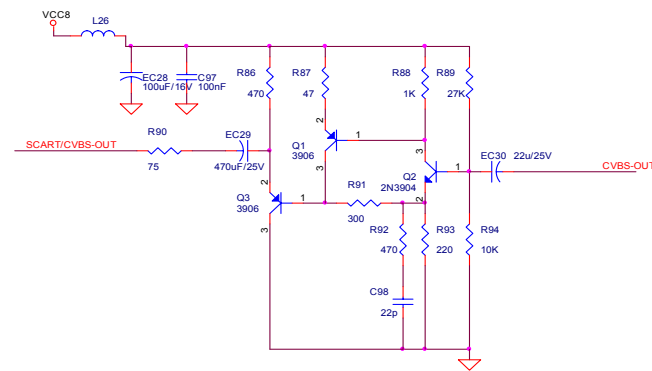 VCC8
L26
EC28
100uF/16V
C97
100nF
R86
470
R87
47
R88
1K
R89
27K
SCART/CVBS-OUT
R90
75
EC29
470uF/25V
2
Q1
3906
1
3
3
Q2
2N3904
1
2
EC30
22u/25V
CVBS-OUT
2
Q3
3906
1
3
R91
300
R92
470
R93
220
R94
10K
C98
22p